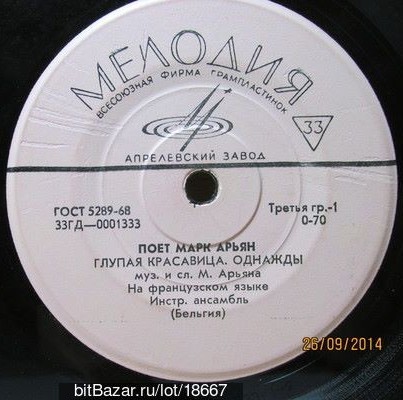 МЕЛОДИЯ
ВСЕСОЮЗНАЯ ФИРМА ГРАМПЛАСТИНОК
33
АПРЕЛЕВСКИЙ ЗАВОД
ГОСТ 5289-68
33ГД—0001333
Третья гр.-1
0-70
ПОЕТ МАРК АРЬЯН
ГЛУПАЯ КРАСАВИЦА. ОДНАЖДЫ
муз. и сл. М. Арьяна
На французском языке
Инстр. ансамбль
(Бельгия)
26/09/2014
bitBazar.ru/lot/18667